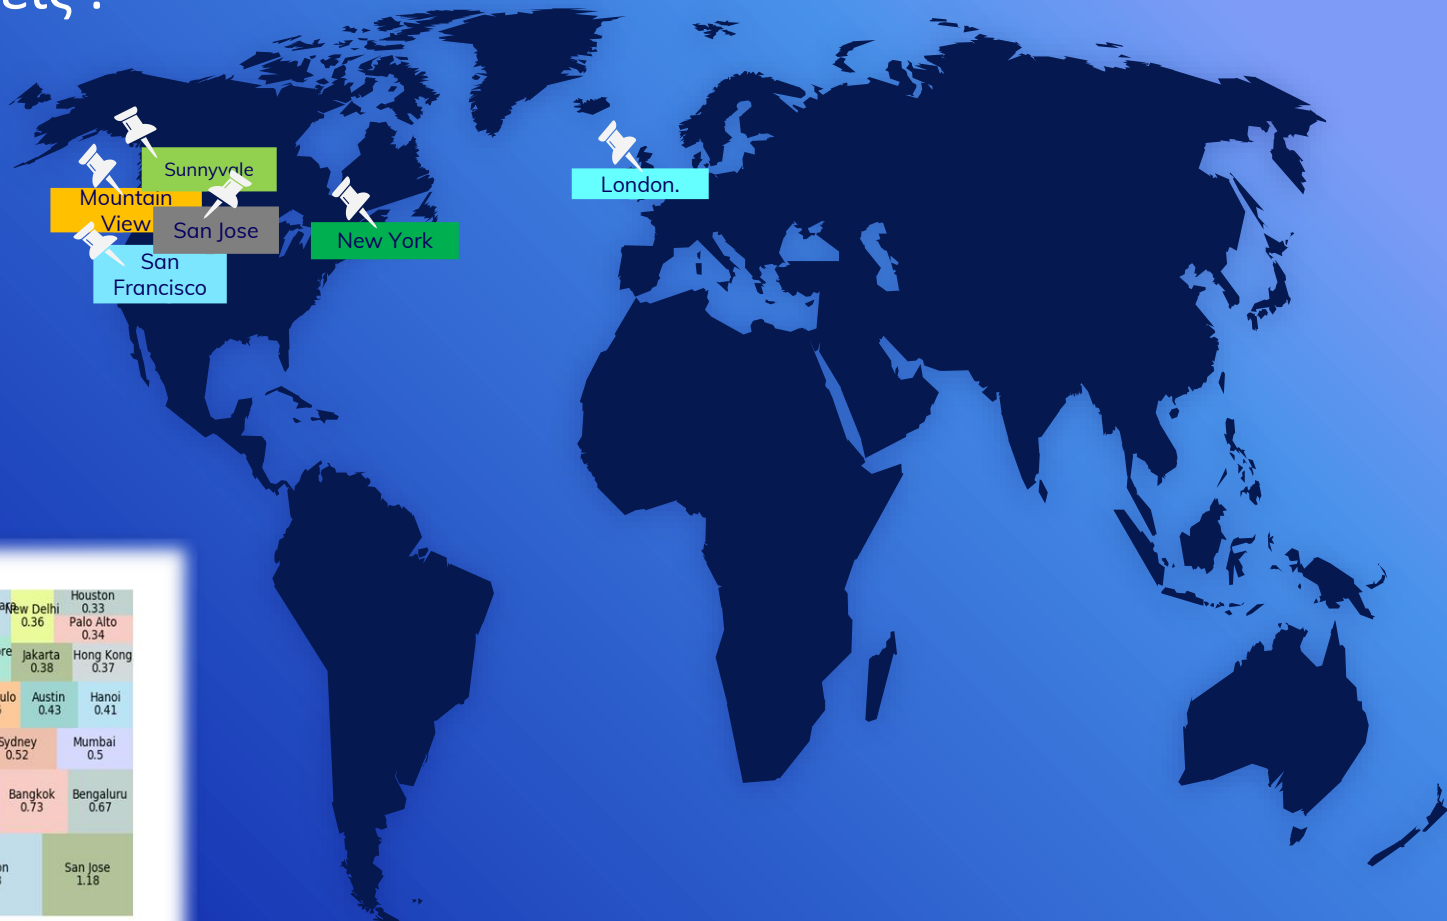 Sunnyvale
Mountain
View
San Jose
San
Francisco
New York
London.
New Delhi
0.36
Houston
0.33
Palo Alto
0.34
Jakarta
0.38
Hong Kong
0.37
Austin
0.43
Hanoi
0.41
Sydney
0.52
Mumbai
0.5
Bangkok
0.73
Bengaluru
0.67
San Jose
1.18